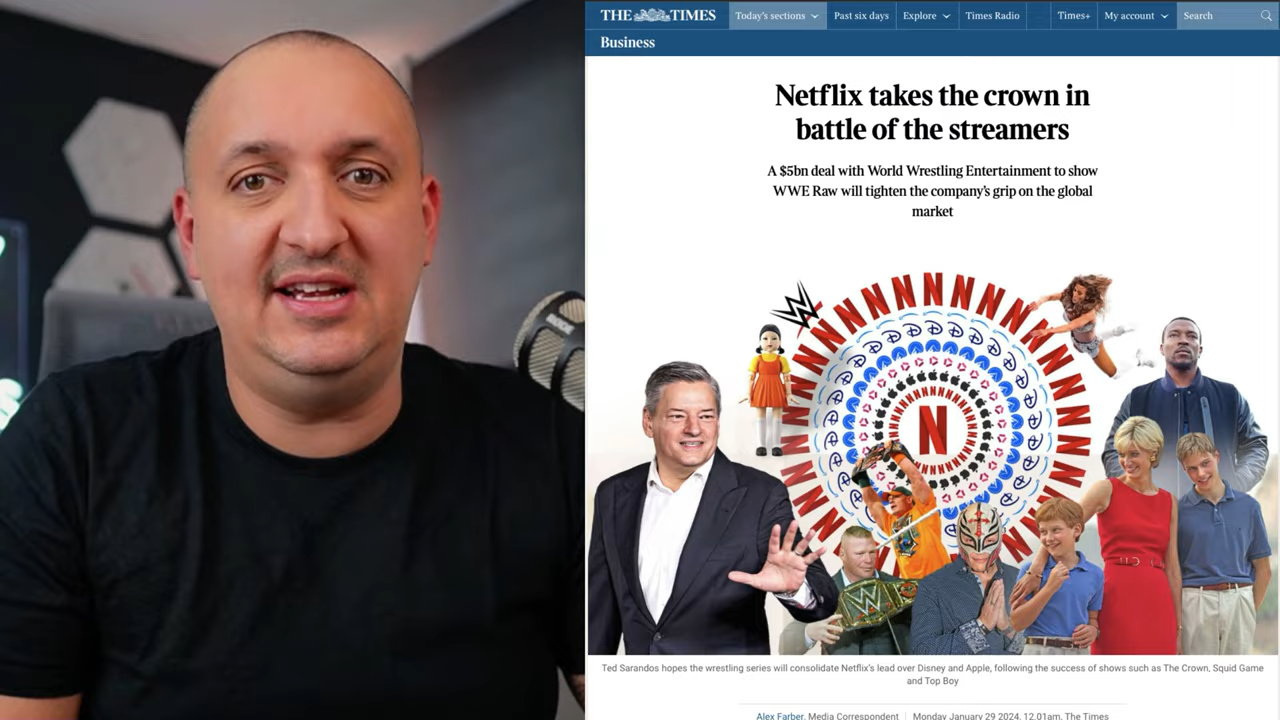 THE TIMES
Today's sections
Past six days
Explore
Times Radio
Times+
My account
Search
Business
Netflix takes the crown in
battle of the streamers
A $5bn deal with World Wrestling Entertainment to show
WWE Raw will tighten the company's grip on the global
market
Ted Sarandos hopes the wrestling series will consolidate Netflix's lead over Disney and Apple, following the success of shows such as The Crown, Squid Game
and Top Boy
Alex Farber, Media Correspondent
Monday January 29 2024, 12.01am, The Times